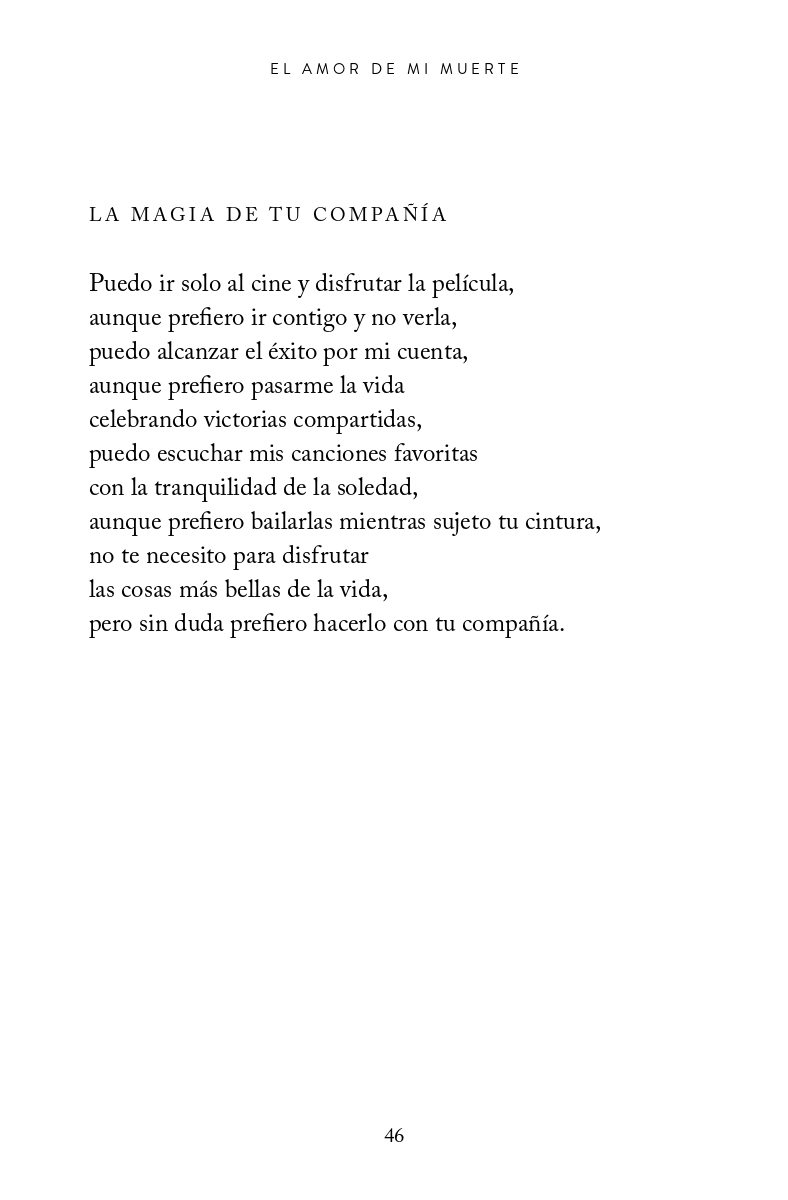 EL AMOR DE MI MUERTE
LA MAGIA DE TU COMPAÑÍA
Puedo ir solo al cine y disfrutar la película,
aunque prefiero ir contigo y no verla,
puedo alcanzar el éxito por mi cuenta,
aunque prefiero pasarme la vida
celebrando victorias compartidas,
puedo escuchar mis canciones favoritas
con la tranquilidad de la soledad,
aunque prefiero bailarlas mientras sujeto tu cintura,
no te necesito para disfrutar
las cosas más bellas de la vida,
pero sin duda prefiero hacerlo con tu compañía.
46